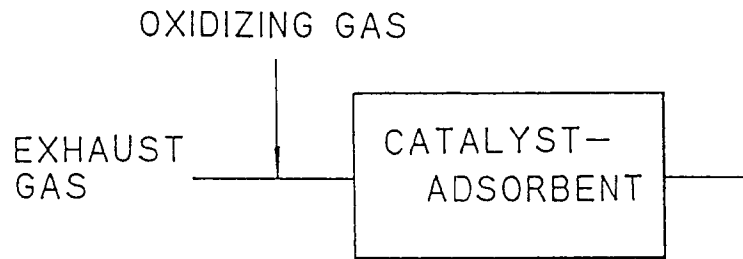 OXIDIZING GAS
EXHAUST
GAS
CATALYST-
ADSORBENT